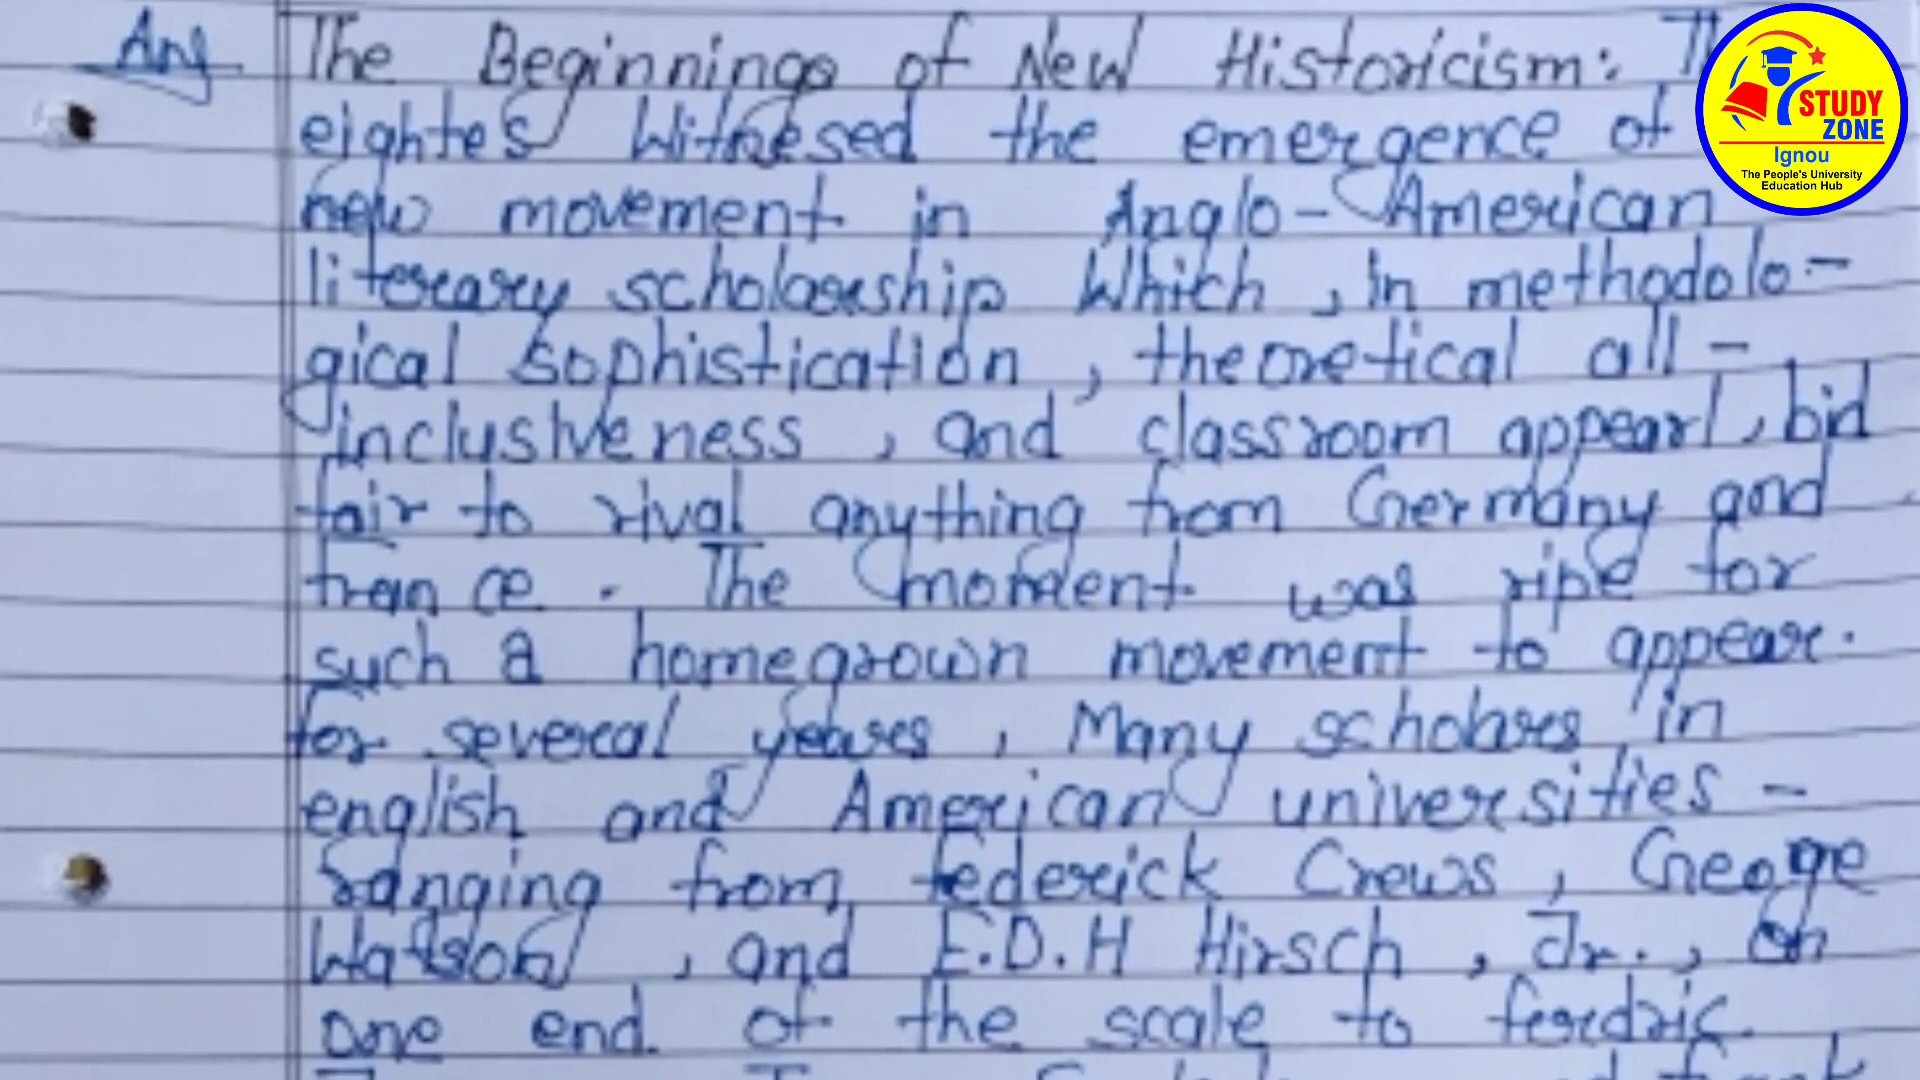 Ans The Beginnings of New Historicism: Th
eightes Witnesed the emergence of
new movement in Anglo-American
literary scholarship Which, in methodolo-
gical sophistication, theoretical all-
inclusiveness, and classroom appearl, bid
fair to rival anything from Germany and
france. The moment was ripe for
such a homegrown movement to appear.
for several years, Many scholars in
english and American universities -
ranging from federick Crews, George
Watson, and E.D.H Hirsch, Jr., on
one end of the scale to ferdric
STUDY
ZONE
Ignou
The People's University
Education Hub